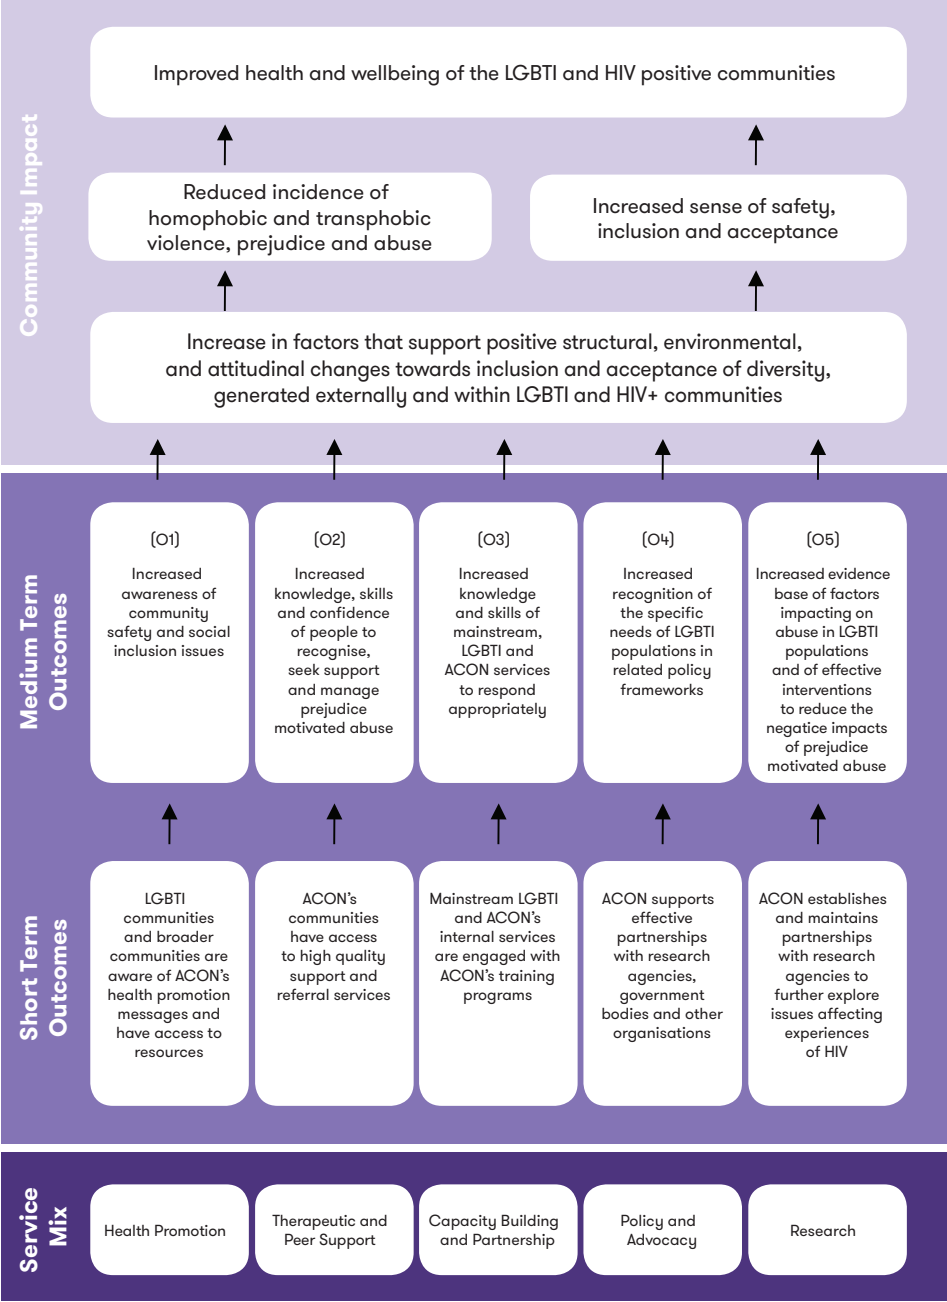 Community Impact
Improved health and wellbeing of the LGBTI and HIV positive communities
Reduced incidence of
homophobic and transphobic
violence, prejudice and abuse
Increased sense of safety,
inclusion and acceptance
Increase in factors that support positive structural, environmental,
and attitudinal changes towards inclusion and acceptance of diversity,
generated externally and within LGBTI and HIV+ communities
Medium Term
Outcomes
(O1)
Increased
awareness of
community
safety and social
inclusion issues
(O2)
Increased
knowledge, skills
and confidence
of people to
recognise,
seek support
and manage
prejudice
motivated abuse
(O3)
Increased
knowledge
and skills of
mainstream,
LGBTI and
ACON services
to respond
appropriately
(O4)
Increased
recognition of
the specific
needs of LGBTI
populations in
related policy
frameworks
(O5)
Increased evidence
base of factors
impacting on
abuse in LGBTI
populations
and of effective
interventions
to reduce the
negatice impacts
of prejudice
motivated abuse
Short Term
Outcomes
LGBTI
communities
and broader
communities are
aware of ACON’s
health promotion
messages and
have access to
resources
ACON’s
communities
have access
to high quality
support and
referral services
Mainstream LGBTI
and ACON’s
internal services
are engaged with
ACON’s training
programs
ACON supports
effective
partnerships
with research
agencies,
government
bodies and other
organisations
ACON establishes
and maintains
partnerships
with research
agencies to
further explore
issues affecting
experiences
of HIV
Service
Mix
Health Promotion
Therapeutic and
Peer Support
Capacity Building
and Partnership
Policy and
Advocacy
Research